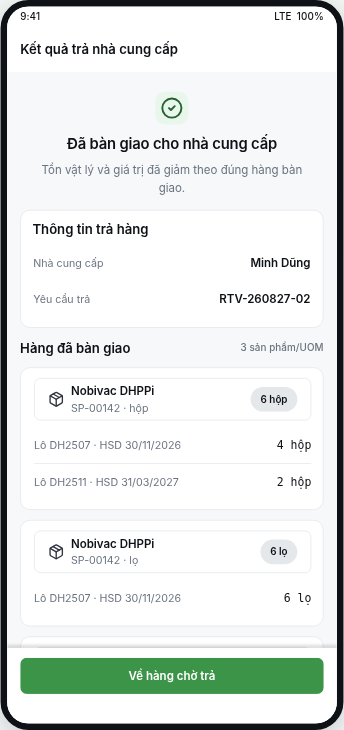 9:41
LTE 100%
Kết quả trả nhà cung cấp
Đã bàn giao cho nhà cung cấp
Tồn vật lý và giá trị đã giảm theo đúng hàng bàn
giao.
Thông tin trả hàng
Nhà cung cấp
Minh Dũng
Yêu cầu trả
RTV-260827-02
Hàng đã bàn giao
3 sản phẩm/UOM
Nobivac DHPPi
SP-00142 · hộp
6 hộp
Lô DH2507 · HSD 30/11/2026
4 hộp
Lô DH2511 · HSD 31/03/2027
2 hộp
Nobivac DHPPi
SP-00142 · lọ
6 lọ
Lô DH2507 · HSD 30/11/2026
6 lọ
Về hàng chờ trả